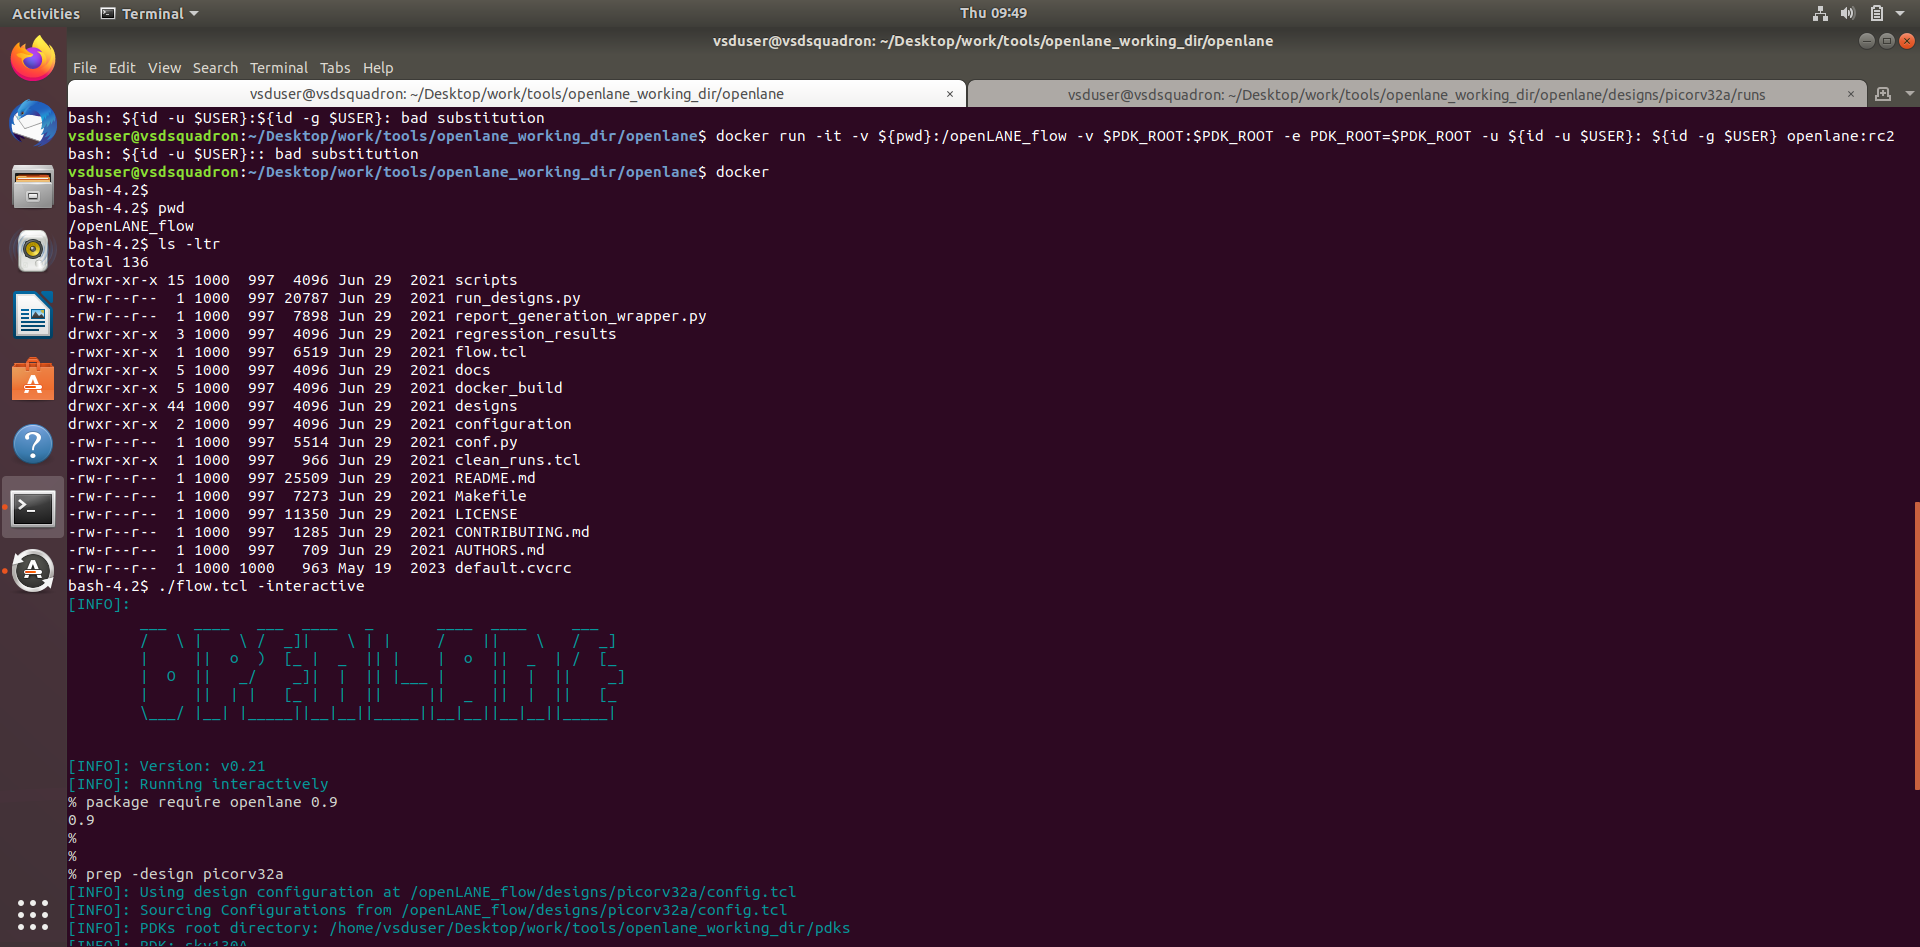 Activities Terminal Thu 09:49
vsduser@vsdsquadron: ~/Desktop/work/tools/openlane_working_dir/openlane
File Edit View Search Terminal Tabs Help
vsduser@vsdsquadron: ~/Desktop/work/tools/openlane_working_dir/openlane × vsduser@vsdsquadron: ~/Desktop/work/tools/openlane_working_dir/openlane/designs/picorv32a/runs ×
bash: ${id -u $USER}:${id -g $USER}: bad substitution
vsduser@vsdsquadron:~/Desktop/work/tools/openlane_working_dir/openlane$ docker run -it -v ${pwd}:/openLANE_flow -v $PDK_ROOT:$PDK_ROOT -e PDK_ROOT=$PDK_ROOT -u ${id -u $USER}: ${id -g $USER} openlane:rc2
bash: ${id -u $USER}:: bad substitution
vsduser@vsdsquadron:~/Desktop/work/tools/openlane_working_dir/openlane$ docker
bash-4.2$
bash-4.2$ pwd
/openLANE_flow
bash-4.2$ ls -ltr
total 136
drwxr-xr-x 15 1000  997  4096 Jun 29  2021 scripts
-rw-r--r--  1 1000  997 20787 Jun 29  2021 run_designs.py
-rw-r--r--  1 1000  997  7898 Jun 29  2021 report_generation_wrapper.py
drwxr-xr-x  3 1000  997  4096 Jun 29  2021 regression_results
-rwxr-xr-x  1 1000  997  6519 Jun 29  2021 flow.tcl
drwxr-xr-x  5 1000  997  4096 Jun 29  2021 docs
drwxr-xr-x  5 1000  997  4096 Jun 29  2021 docker_build
drwxr-xr-x 44 1000  997  4096 Jun 29  2021 designs
drwxr-xr-x  2 1000  997  4096 Jun 29  2021 configuration
-rw-r--r--  1 1000  997  5514 Jun 29  2021 conf.py
-rwxr-xr-x  1 1000  997   966 Jun 29  2021 clean_runs.tcl
-rw-r--r--  1 1000  997 25509 Jun 29  2021 README.md
-rw-r--r--  1 1000  997  7273 Jun 29  2021 Makefile
-rw-r--r--  1 1000  997 11350 Jun 29  2021 LICENSE
-rw-r--r--  1 1000  997  1285 Jun 29  2021 CONTRIBUTING.md
-rw-r--r--  1 1000  997   709 Jun 29  2021 AUTHORS.md
-rw-r--r--  1 1000 1000   963 May 19  2023 default.cvcrc
bash-4.2$ ./flow.tcl -interactive
[INFO]:
OPENLANE
[INFO]: Version: v0.21
[INFO]: Running interactively
% package require openlane 0.9
0.9
%
%
% prep -design picorv32a
[INFO]: Using design configuration at /openLANE_flow/designs/picorv32a/config.tcl
[INFO]: Sourcing Configurations from /openLANE_flow/designs/picorv32a/config.tcl
[INFO]: PDKs root directory: /home/vsduser/Desktop/work/tools/openlane_working_dir/pdks
[INFO]: PDK: sky130A